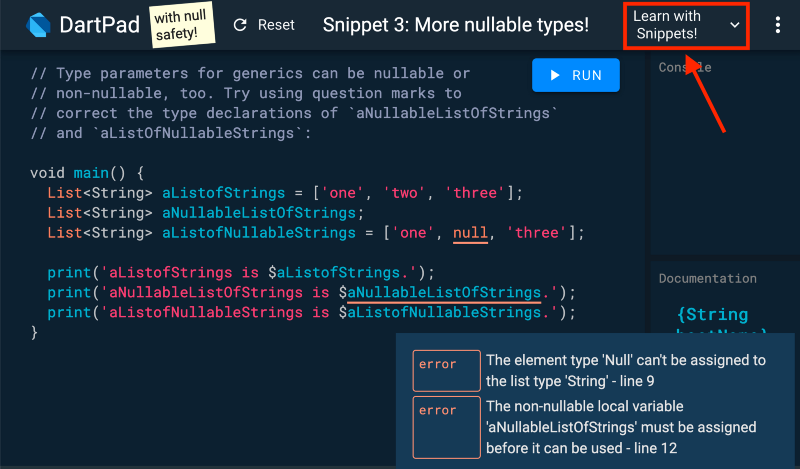 DartPad
with null
safety!
Reset
Snippet 3: More nullable types!
Learn with
Snippets!
// Type parameters for generics can be nullable or
// non-nullable, too. Try using question marks to
// correct the type declarations of `aNullableListOfStrings`
// and `aListOfNullableStrings`:
RUN
void main() {
  List<String> aListofStrings = ['one', 'two', 'three'];
  List<String> aNullableListOfStrings;
  List<String> aListofNullableStrings = ['one', null, 'three'];
  print('aListofStrings is $aListofStrings.');
  print('aNullableListOfStrings is $aNullableListOfStrings.');
  print('aListofNullableStrings is $aListofNullableStrings.');
}
Console
Documentation
{String
error
The element type 'Null' can't be assigned to
the list type 'String' - line 9
error
The non-nullable local variable
'aNullableListOfStrings' must be assigned
before it can be used - line 12